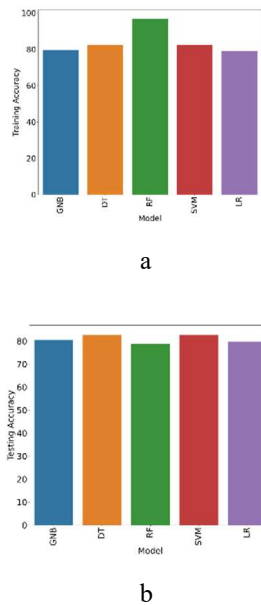 100
80
60
40
20
0
Training Accuracy
GNB
DT
RF
SVM
LR
Model
a
80
70
60
50
40
30
20
10
0
Testing Accuracy
GNB
DT
RF
SVM
LR
Model
b